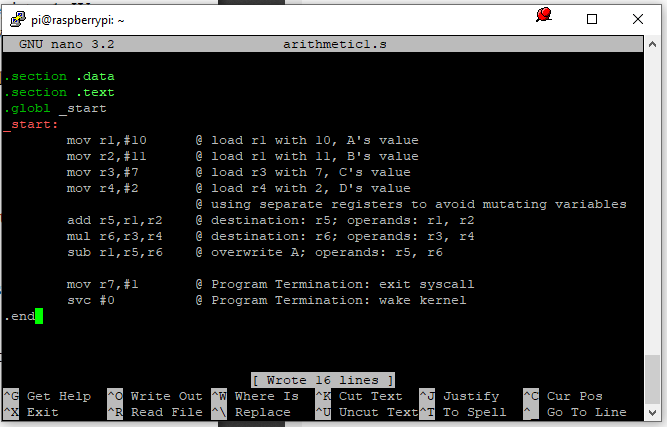 pi@raspberrypi: ~
GNU nano 3.2 arithmetic1.s
.section .data
.section .text
.globl _start
_start:
mov r1,#10 @ load r1 with 10, A's value
mov r2,#11 @ load r1 with 11, B's value
mov r3,#7 @ load r3 with 7, C's value
mov r4,#2 @ load r4 with 2, D's value
@ using separate registers to avoid mutating variables
add r5,r1,r2 @ destination: r5; operands: r1, r2
mul r6,r3,r4 @ destination: r6; operands: r3, r4
sub r1,r5,r6 @ overwrite A; operands: r5, r6
mov r7,#1 @ Program Termination: exit syscall
svc #0 @ Program Termination: wake kernel
.end
[ Wrote 16 lines ]
^G Get Help ^O Write Out ^W Where Is ^K Cut Text ^J Justify ^C Cur Pos
^X Exit ^R Read File ^\ Replace ^U Uncut Text ^T To Spell ^_ Go To Line